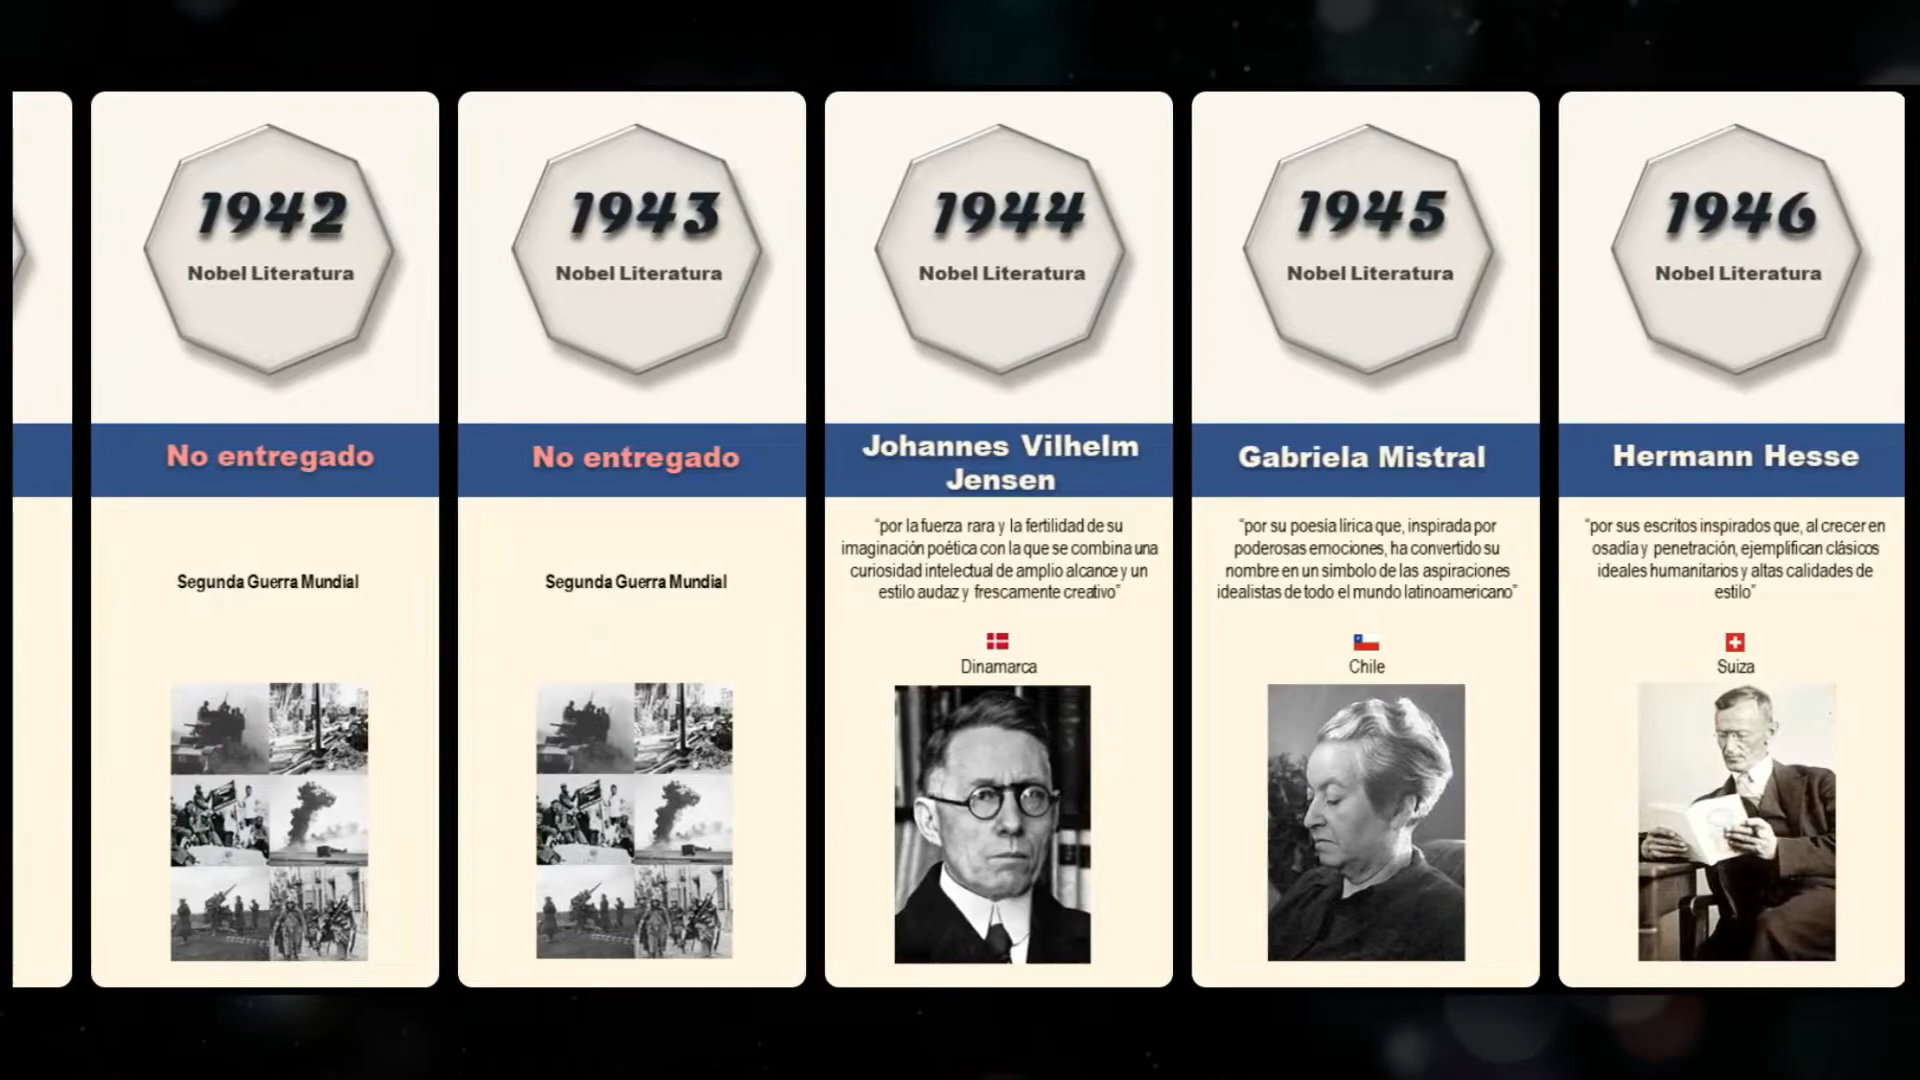 1942
Nobel Literatura
No entregado
Segunda Guerra Mundial
1943
Nobel Literatura
No entregado
Segunda Guerra Mundial
1944
Nobel Literatura
Johannes Vilhelm
Jensen
“por la fuerza rara y la fertilidad de su
imaginación poética con la que se combina una
curiosidad intelectual de amplio alcance y un
estilo audaz y frescamente creativo”
Dinamarca
1945
Nobel Literatura
Gabriela Mistral
“por su poesía lírica que, inspirada por
poderosas emociones, ha convertido su
nombre en un símbolo de las aspiraciones
idealistas de todo el mundo latinoamericano”
Chile
1946
Nobel Literatura
Hermann Hesse
“por sus escritos inspirados que, al crecer en
osadía y penetración, ejemplifican clásicos
ideales humanitarios y altas calidades de
estilo”
Suiza